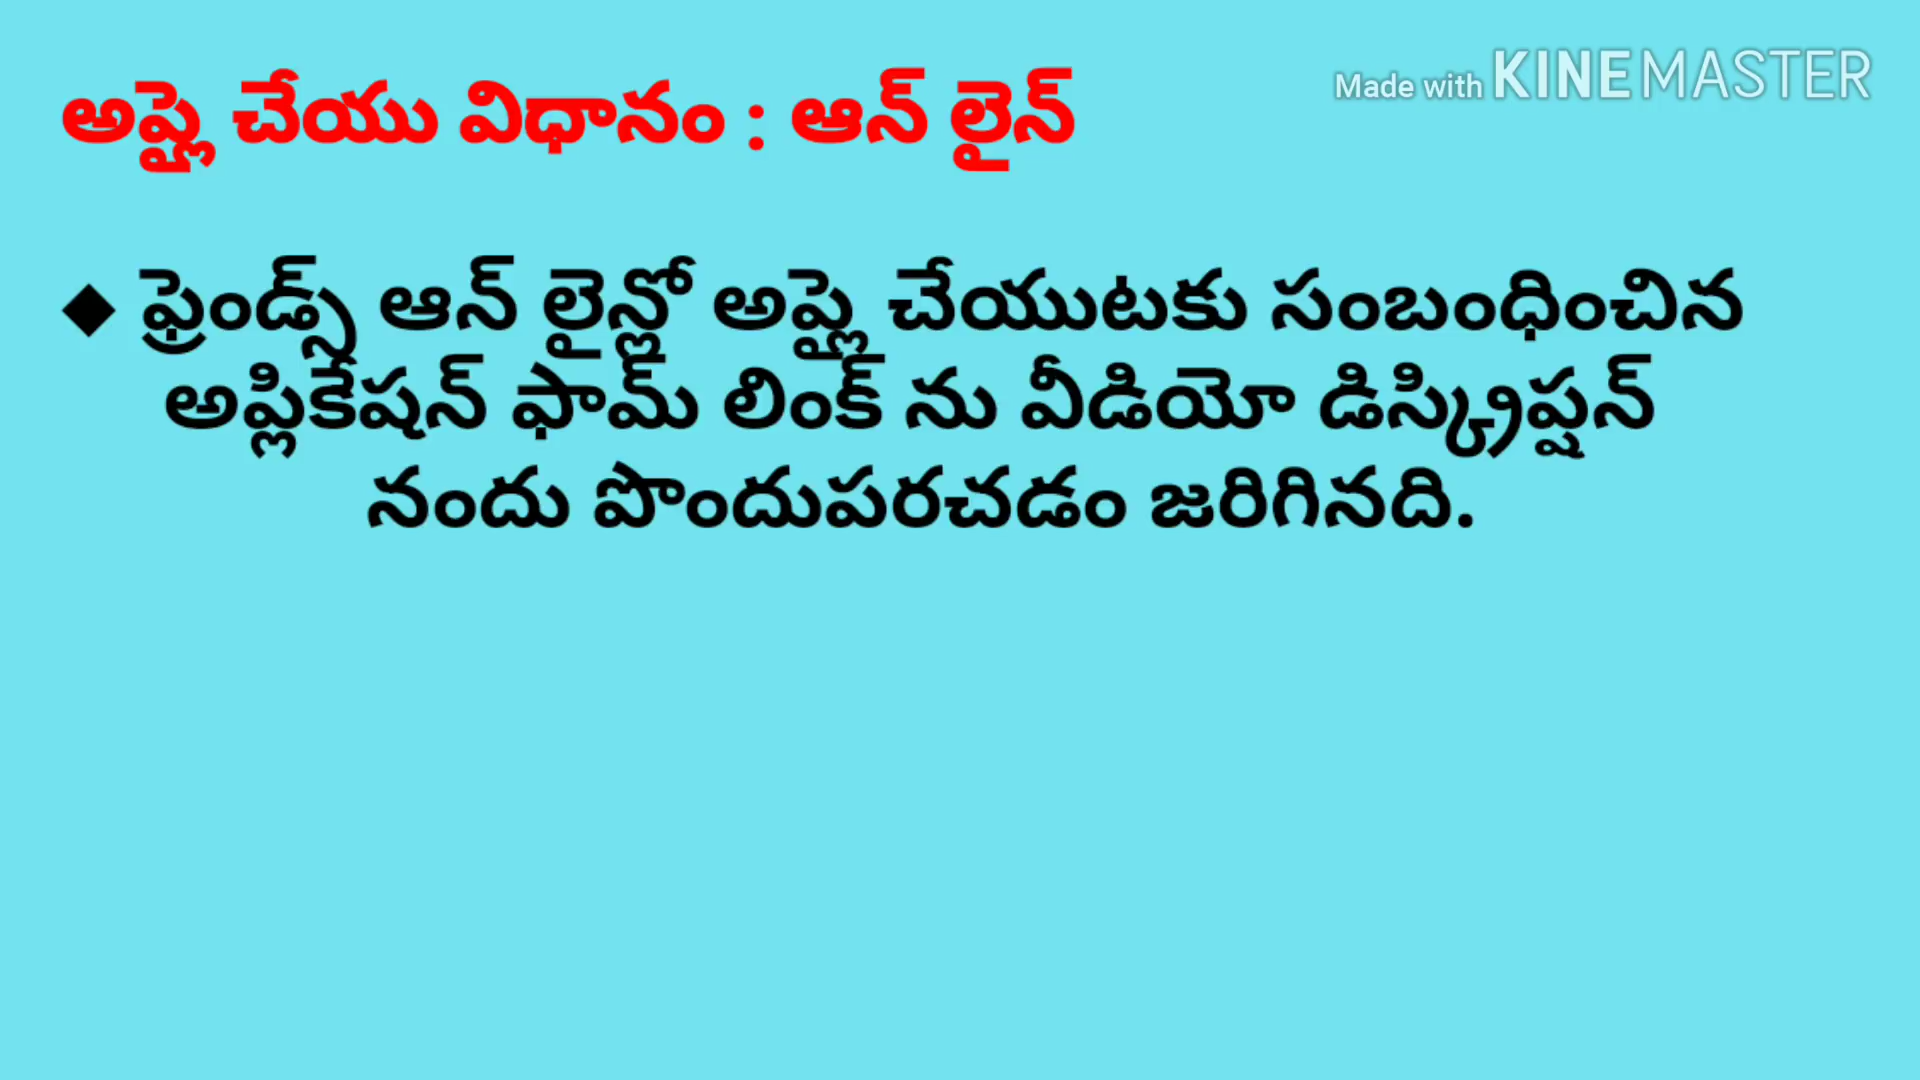 Made with KINEMASTER
అప్లై చేయు విధానం : ఆన్ లైన్
◆ ఫ్రెండ్స్ ఆన్ లైన్లో అప్లై చేయుటకు సంబంధించిన
అప్లికేషన్ ఫామ్ లింక్ ను వీడియో డిస్క్రిప్షన్
నందు పొందుపరచడం జరిగినది.